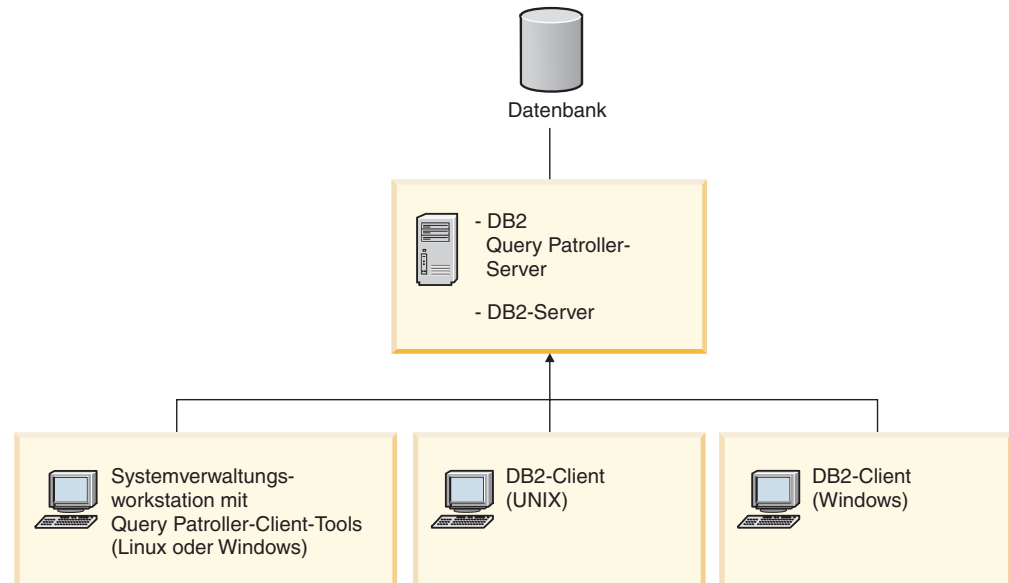 Datenbank
- DB2
Query Patroller-
Server
- DB2-Server
Systemverwaltungs-
workstation mit
Query Patroller-Client-Tools
(Linux oder Windows)
DB2-Client
(UNIX)
DB2-Client
(Windows)